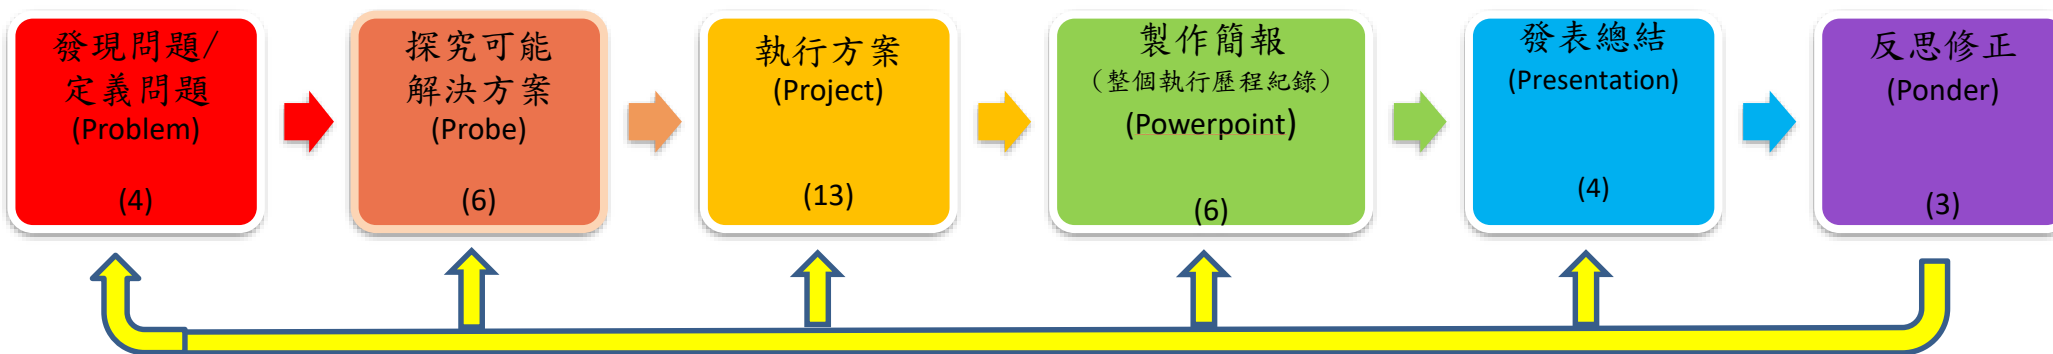 發現問題/
定義問題
(Problem)
(4)
探究可能
解決方案
(Probe)
(6)
執行方案
(Project)
(13)
製作簡報
（整個執行歷程紀錄）
(Powerpoint)
(6)
發表總結
(Presentation)
(4)
反思修正
(Ponder)
(3)